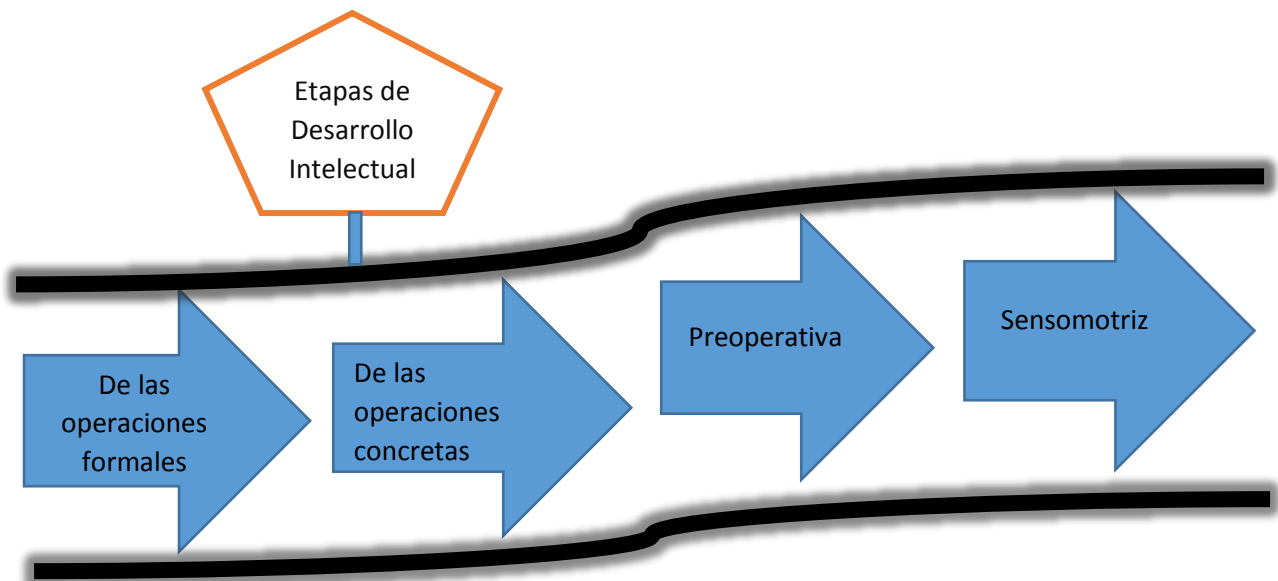 Etapas de
Desarrollo
Intelectual
De las
operaciones
formales
De las
operaciones
concretas
Preoperativa
Sensomotriz